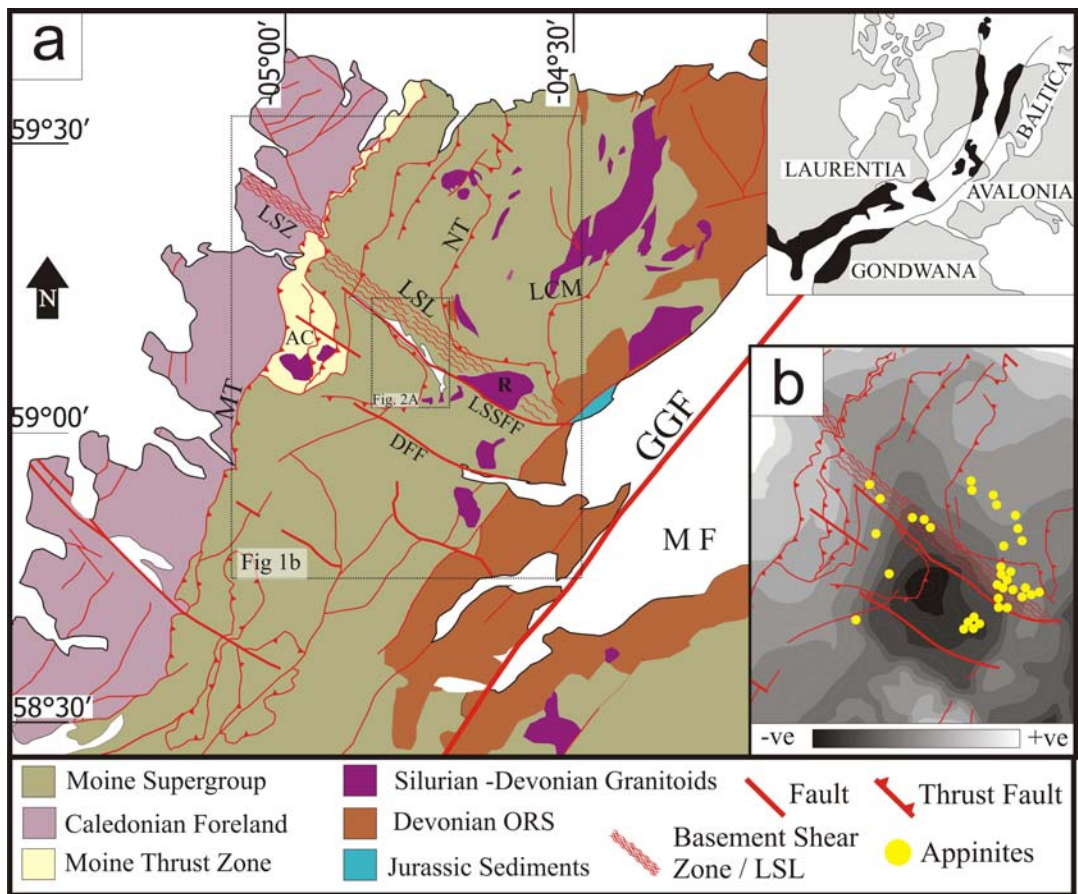 a
-05°00′
-04°30′
59°30′
59°00′
58°30′
N
LSZ
NT
LSL
LCM
AC
R
MT
Fig. 2A
LSSFF
DFF
GGF
M F
Fig 1b
LAURENTIA
BALTICA
AVALONIA
GONDWANA
b
-ve
+ve
Moine Supergroup
Caledonian Foreland
Moine Thrust Zone
Silurian -Devonian Granitoids
Devonian ORS
Jurassic Sediments
Fault
Thrust Fault
Basement Shear
Zone / LSL
Appinites